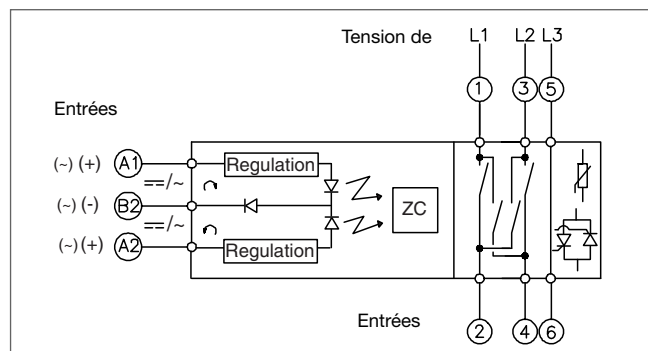 Tension de L1 L2 L3
1 3 5
Entrées
(~) (+) A1 Regulation
==/~
(~) (-) B2 ZC
==/~
(~) (+) A2 Regulation
Entrées 2 4 6